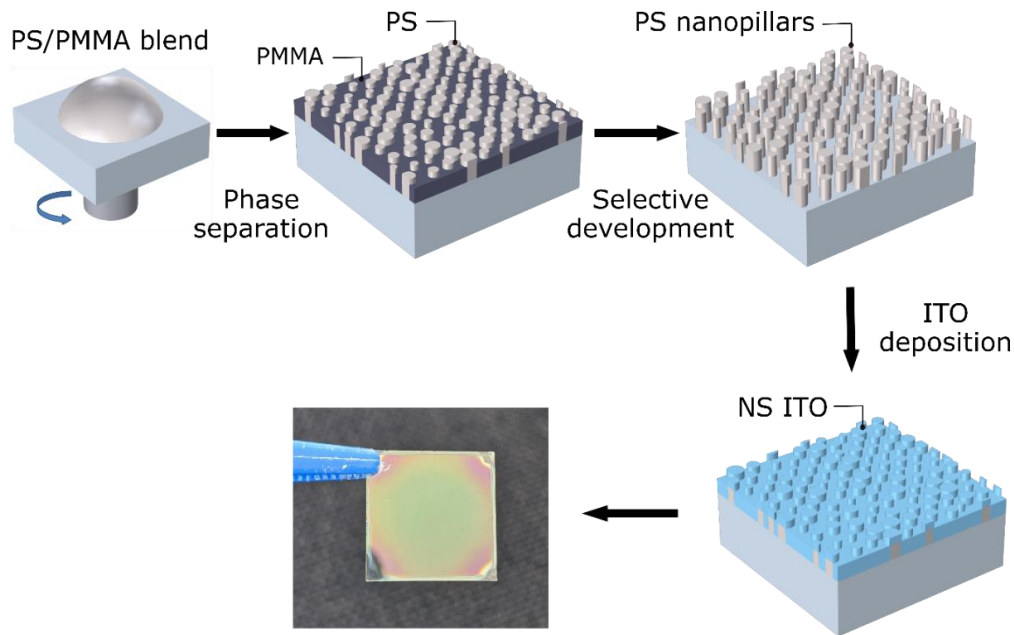 PS/PMMA blend
PS
PMMA
PS nanopillars
Phase
separation
Selective
development
ITO
deposition
NS ITO